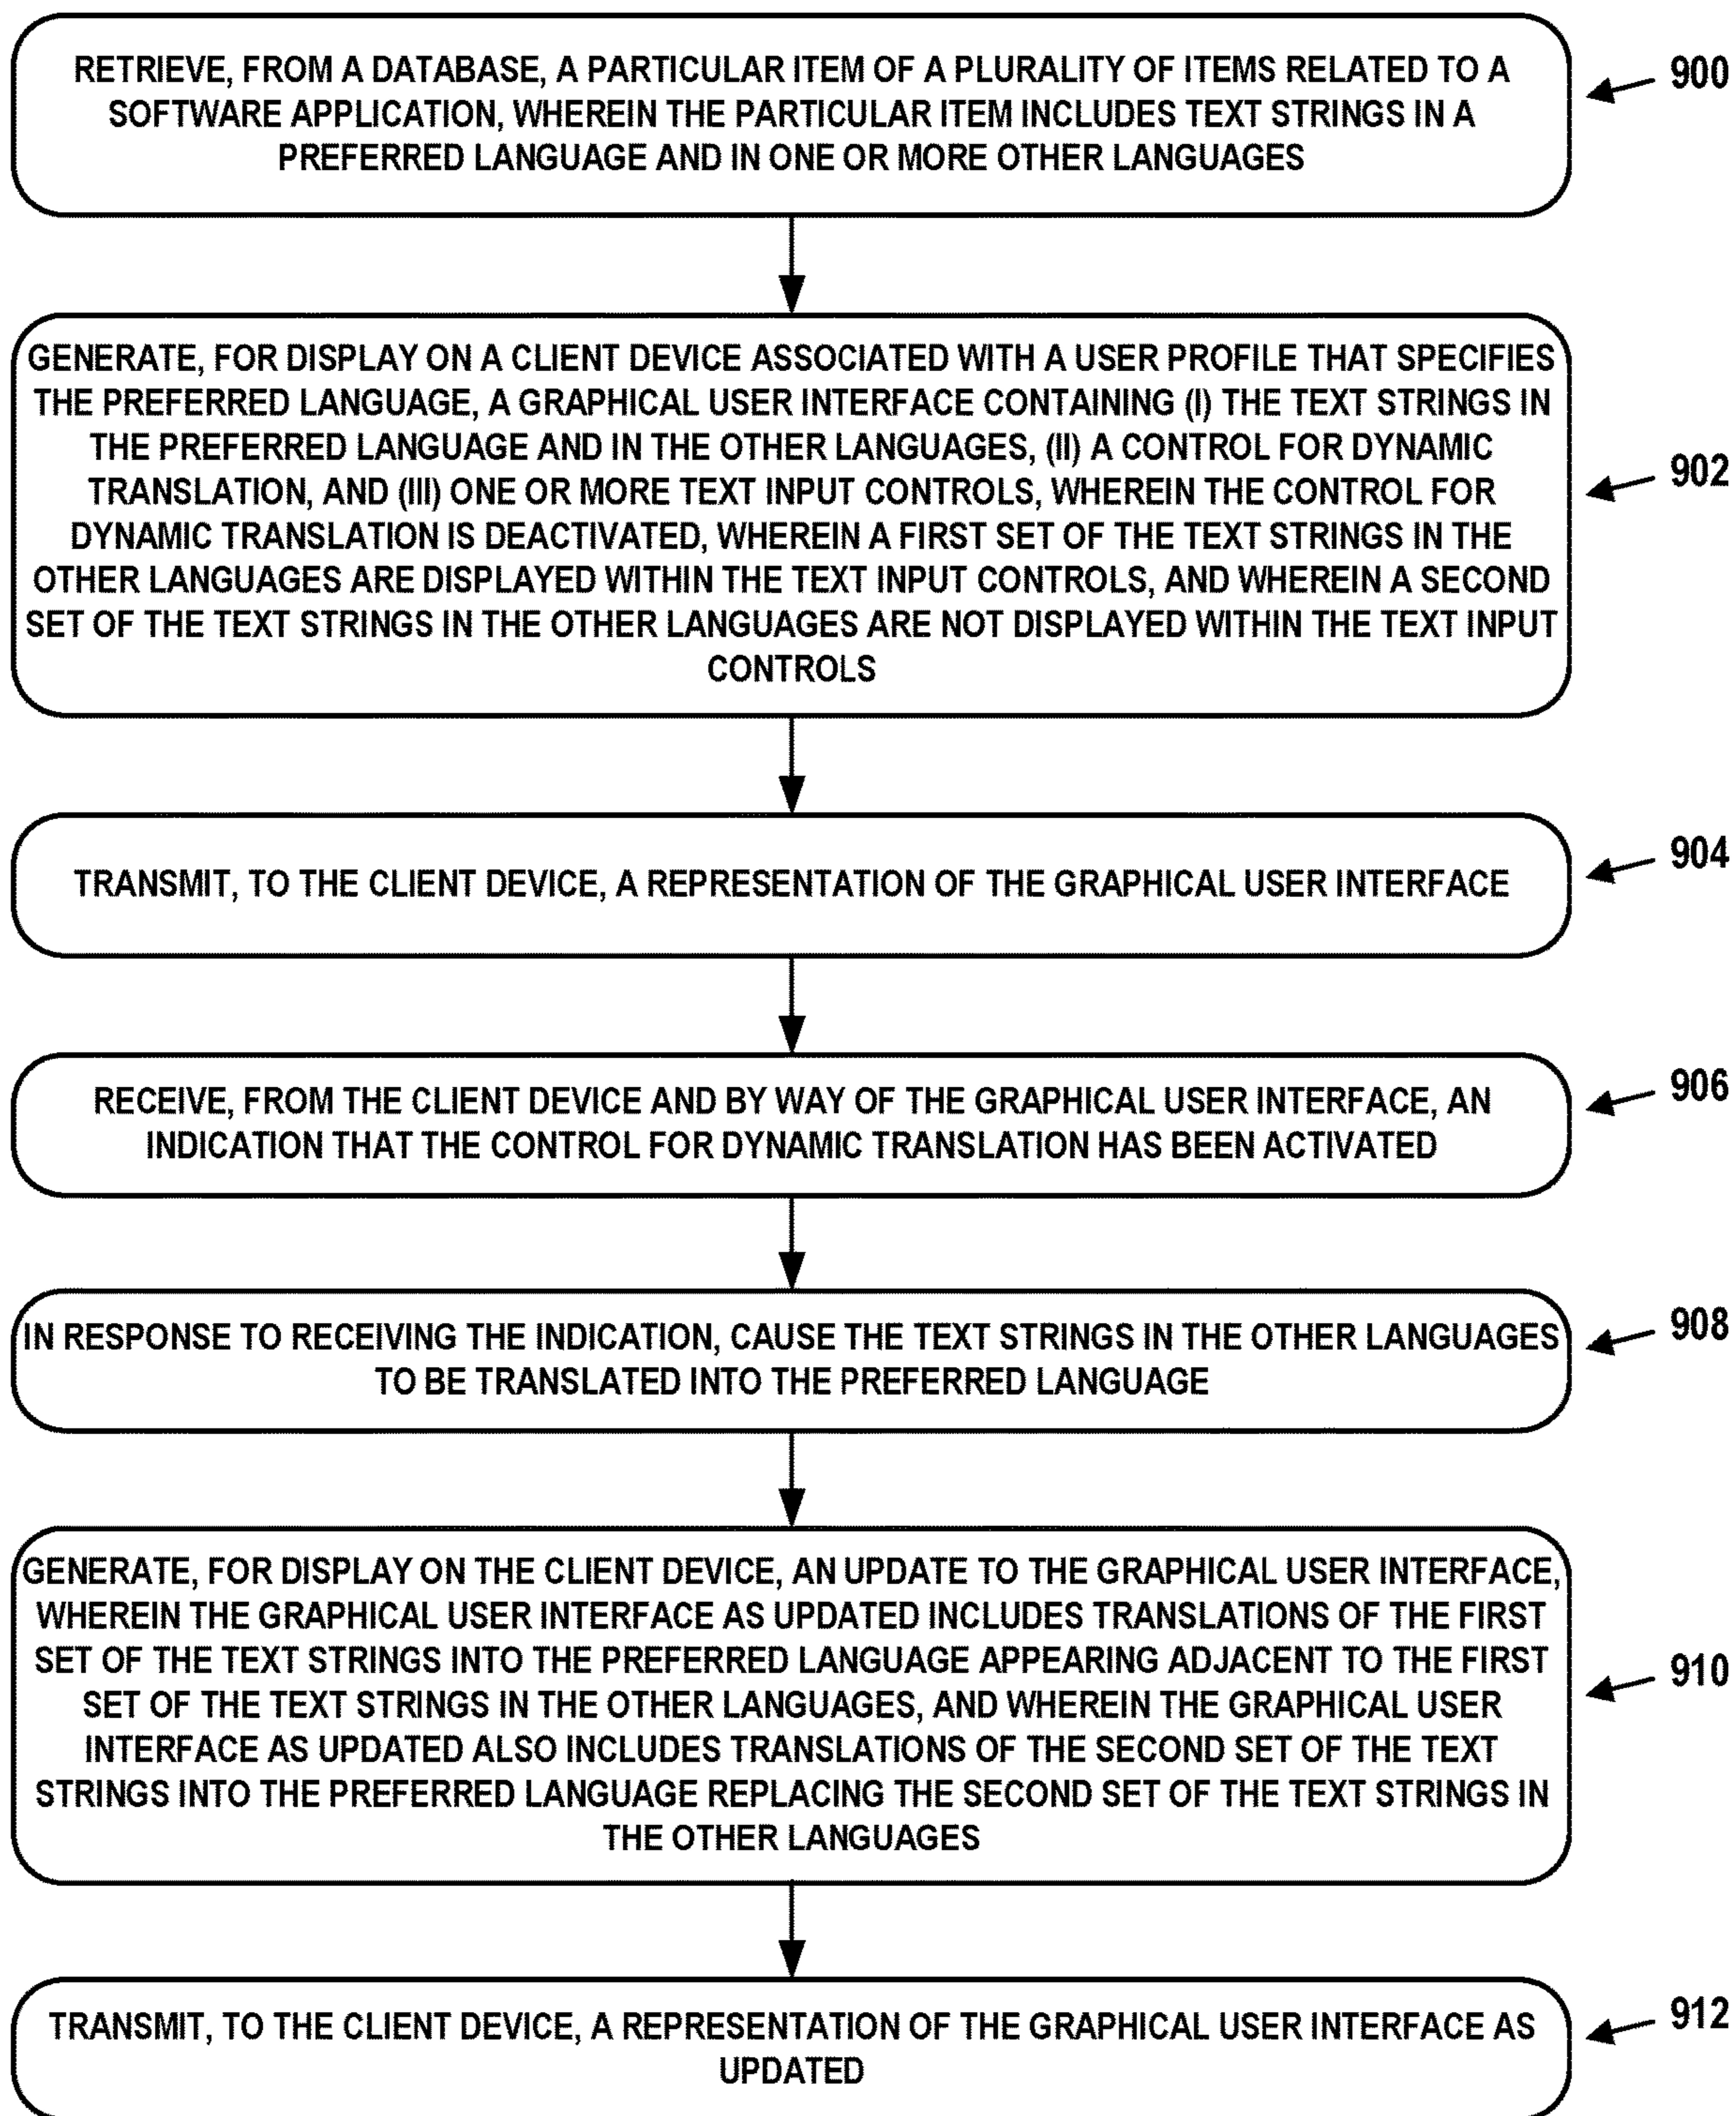 RETRIEVE, FROM A DATABASE, A PARTICULAR ITEM OF A PLURALITY OF ITEMS RELATED TO A
SOFTWARE APPLICATION, WHEREIN THE PARTICULAR ITEM INCLUDES TEXT STRINGS IN A
PREFERRED LANGUAGE AND IN ONE OR MORE OTHER LANGUAGES
900
GENERATE, FOR DISPLAY ON A CLIENT DEVICE ASSOCIATED WITH A USER PROFILE THAT SPECIFIES
THE PREFERRED LANGUAGE, A GRAPHICAL USER INTERFACE CONTAINING (I) THE TEXT STRINGS IN
THE PREFERRED LANGUAGE AND IN THE OTHER LANGUAGES, (II) A CONTROL FOR DYNAMIC
TRANSLATION, AND (III) ONE OR MORE TEXT INPUT CONTROLS, WHEREIN THE CONTROL FOR
DYNAMIC TRANSLATION IS DEACTIVATED, WHEREIN A FIRST SET OF THE TEXT STRINGS IN THE
OTHER LANGUAGES ARE DISPLAYED WITHIN THE TEXT INPUT CONTROLS, AND WHEREIN A SECOND
SET OF THE TEXT STRINGS IN THE OTHER LANGUAGES ARE NOT DISPLAYED WITHIN THE TEXT INPUT
CONTROLS
902
TRANSMIT, TO THE CLIENT DEVICE, A REPRESENTATION OF THE GRAPHICAL USER INTERFACE
904
RECEIVE, FROM THE CLIENT DEVICE AND BY WAY OF THE GRAPHICAL USER INTERFACE, AN
INDICATION THAT THE CONTROL FOR DYNAMIC TRANSLATION HAS BEEN ACTIVATED
906
IN RESPONSE TO RECEIVING THE INDICATION, CAUSE THE TEXT STRINGS IN THE OTHER LANGUAGES
TO BE TRANSLATED INTO THE PREFERRED LANGUAGE
908
GENERATE, FOR DISPLAY ON THE CLIENT DEVICE, AN UPDATE TO THE GRAPHICAL USER INTERFACE,
WHEREIN THE GRAPHICAL USER INTERFACE AS UPDATED INCLUDES TRANSLATIONS OF THE FIRST
SET OF THE TEXT STRINGS INTO THE PREFERRED LANGUAGE APPEARING ADJACENT TO THE FIRST
SET OF THE TEXT STRINGS IN THE OTHER LANGUAGES, AND WHEREIN THE GRAPHICAL USER
INTERFACE AS UPDATED ALSO INCLUDES TRANSLATIONS OF THE SECOND SET OF THE TEXT
STRINGS INTO THE PREFERRED LANGUAGE REPLACING THE SECOND SET OF THE TEXT STRINGS IN
THE OTHER LANGUAGES
910
TRANSMIT, TO THE CLIENT DEVICE, A REPRESENTATION OF THE GRAPHICAL USER INTERFACE AS
UPDATED
912